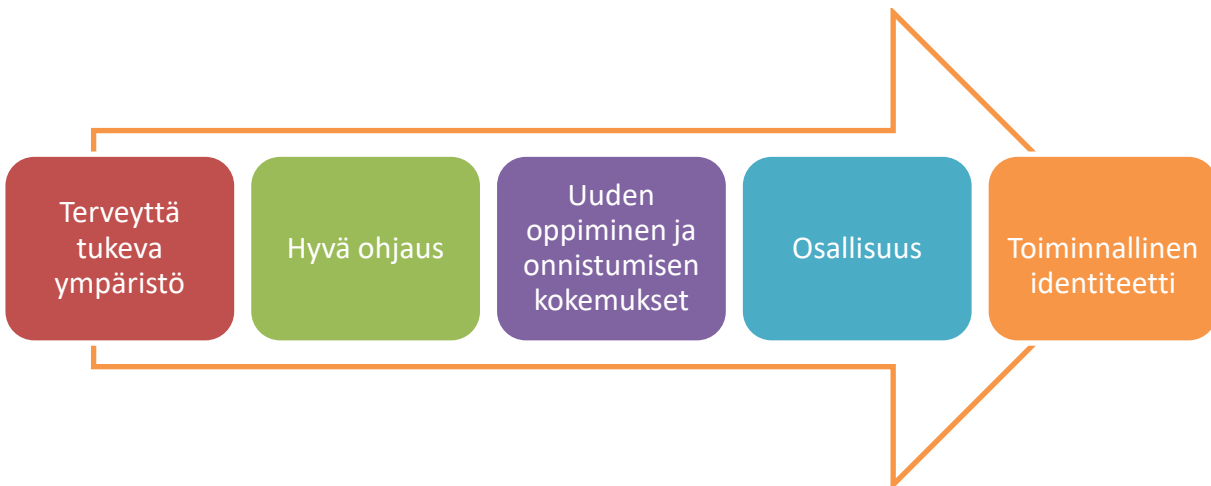 Terveyttä
tukeva
ympäristö
Hyvä ohjaus
Uuden
oppiminen ja
onnistumisen
kokemukset
Osallisuus
Toiminnallinen
identiteetti